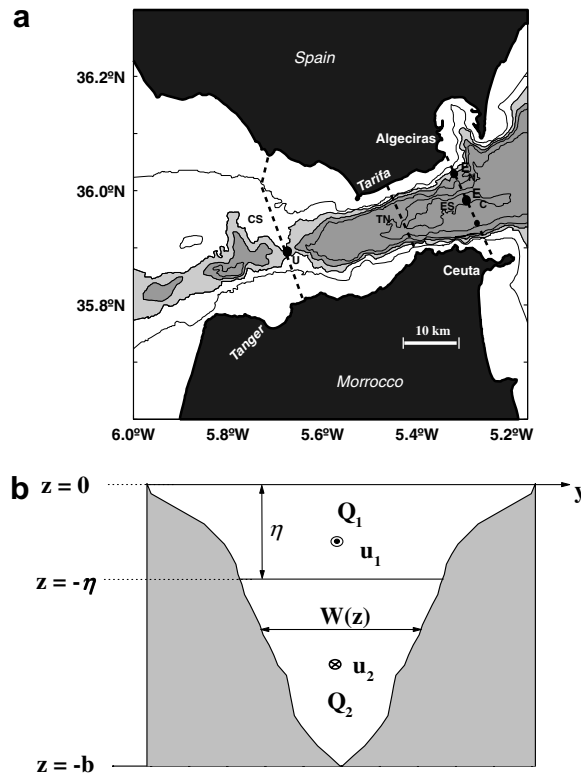 a
Spain
36.2ºN
Algeciras
E
N
Tarifa
36.0ºN
E
C
CS
TN
ES
U
Ceuta
35.8ºN
Tanger
10 km
Morrocco
6.0ºW 5.8ºW 5.6ºW 5.4ºW 5.2ºW
b
z = 0
y
Q1
η
u1
z = -η
W(z)
u2
Q2
z = -b